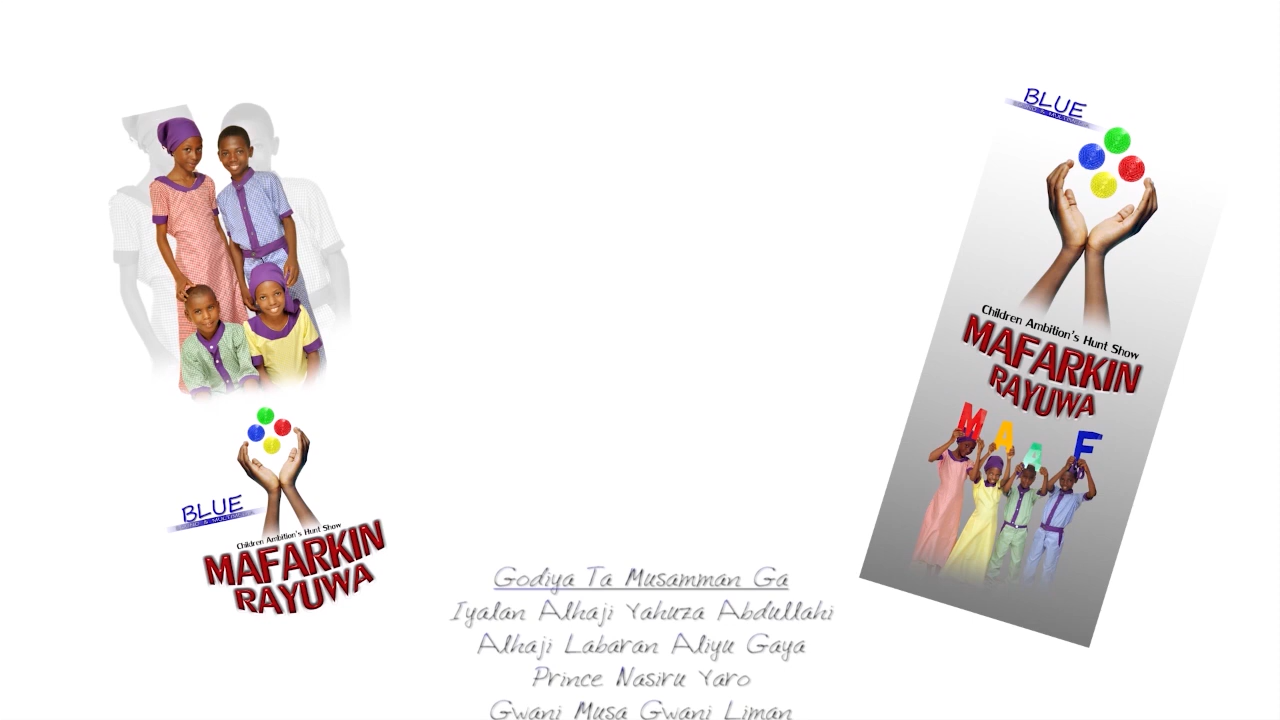 BLUE
Children Ambition's Hunt Show
MAFARKIN
RAYUWA
Godiya Ta Musamman Ga
Iyalan Alhaji Yahuza Abdullahi
Alhaji Labaran Aliyu Gaya
Prince Nasiru Yaro
Gwani Musa Gwani Liman
BLUE
Children Ambition's Hunt Show
MAFARKIN
RAYUWA
M A F